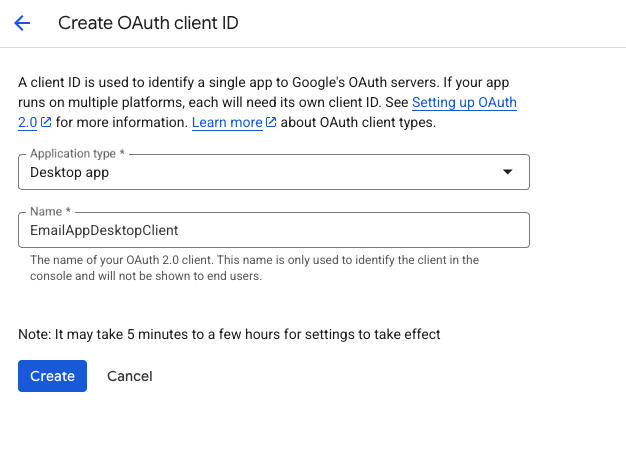 Create OAuth client ID
A client ID is used to identify a single app to Google's OAuth servers. If your app
runs on multiple platforms, each will need its own client ID. See Setting up OAuth
2.0 for more information. Learn more about OAuth client types.
Application type *
Desktop app
Name *
EmailAppDesktopClient
The name of your OAuth 2.0 client. This name is only used to identify the client in the
console and will not be shown to end users.
Note: It may take 5 minutes to a few hours for settings to take effect
Create Cancel